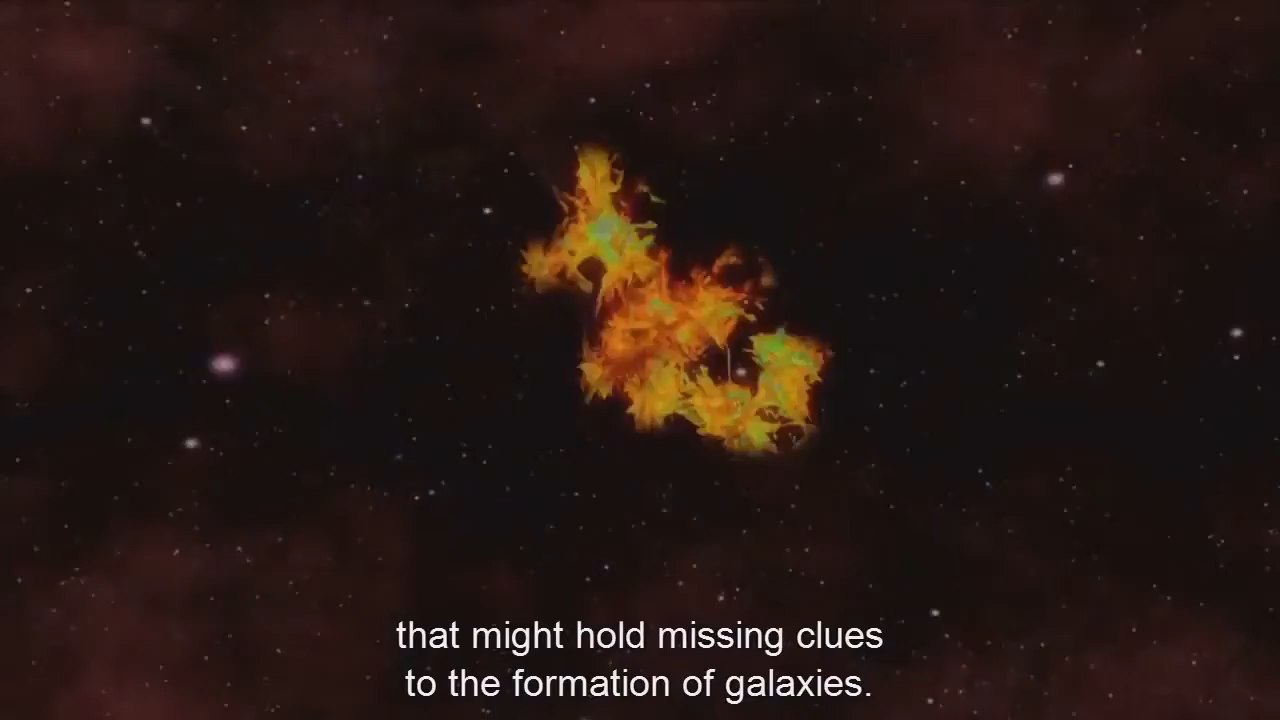 that might hold missing clues
to the formation of galaxies.